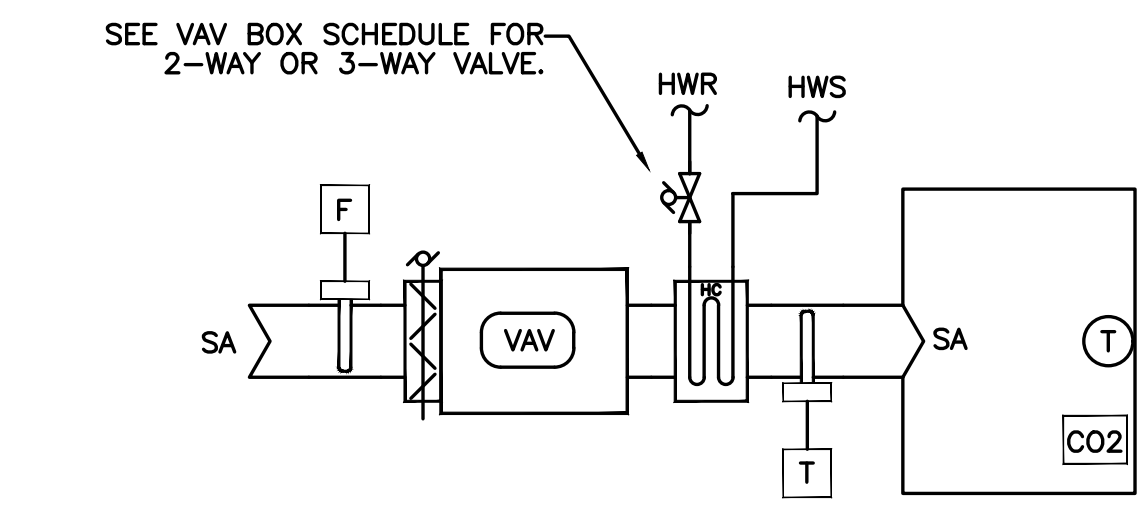 SEE VAV BOX SCHEDULE FOR
2-WAY OR 3-WAY VALVE.
HWR
HWS
F
HC
SA
VAV
SA
T
CO2
T